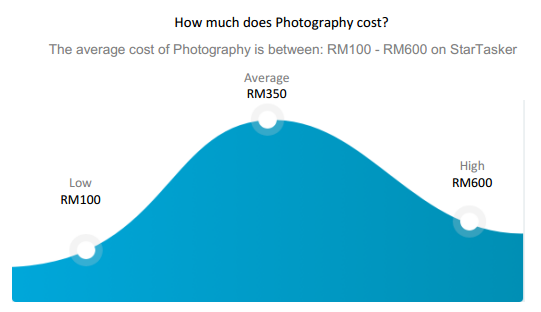 How much does Photography cost?
The average cost of Photography is between: RM100 - RM600 on StarTasker
Average
RM350
High
RM600
Low
RM100